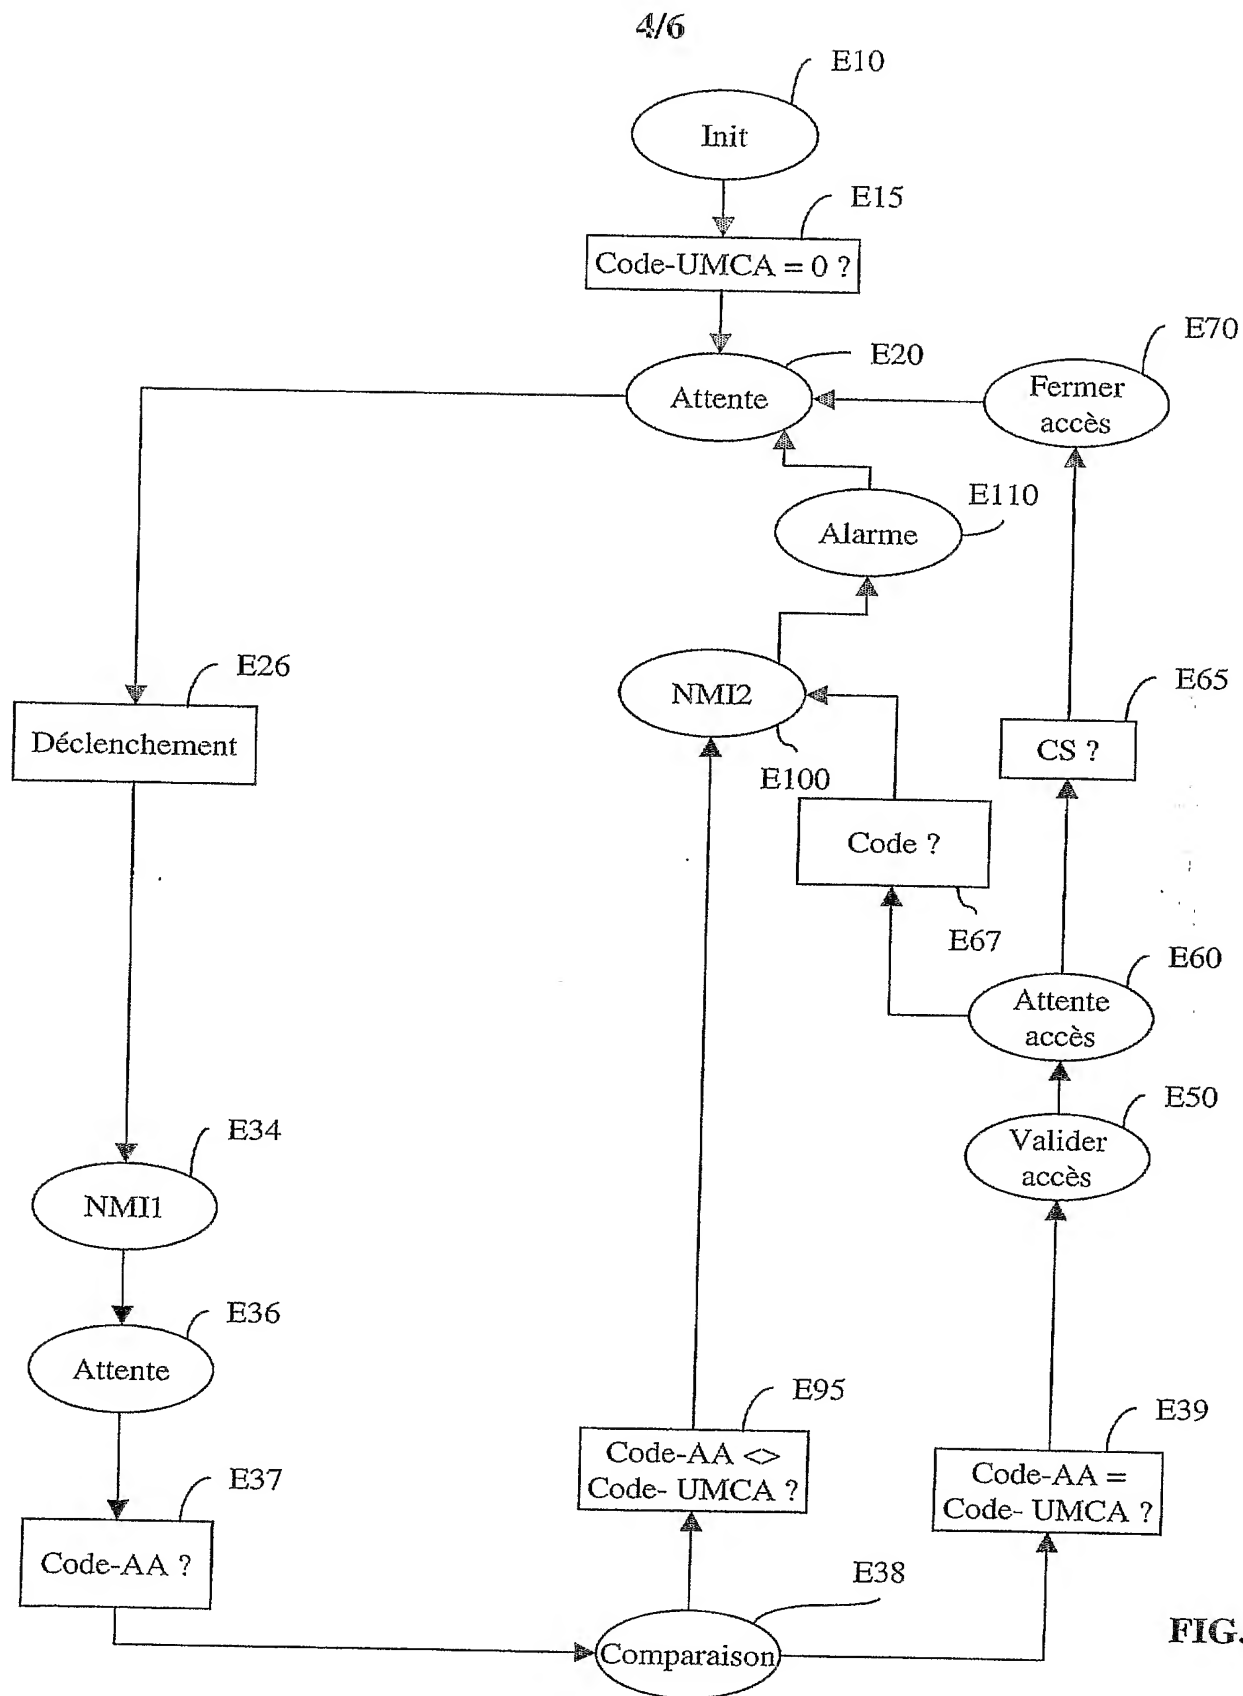 4/6
E10
Init
E15
Code-UMCA = 0 ?
E20
Attente
E70
Fermer
accès
E110
Alarme
E26
Déclenchement
NMI2
E100
E65
CS ?
Code ?
E67
E60
Attente
accès
E50
Valider
accès
E34
NMI1
E36
Attente
E37
Code-AA ?
E95
Code-AA <>
Code- UMCA ?
E39
Code-AA =
Code- UMCA ?
E38
Comparaison
FIG.